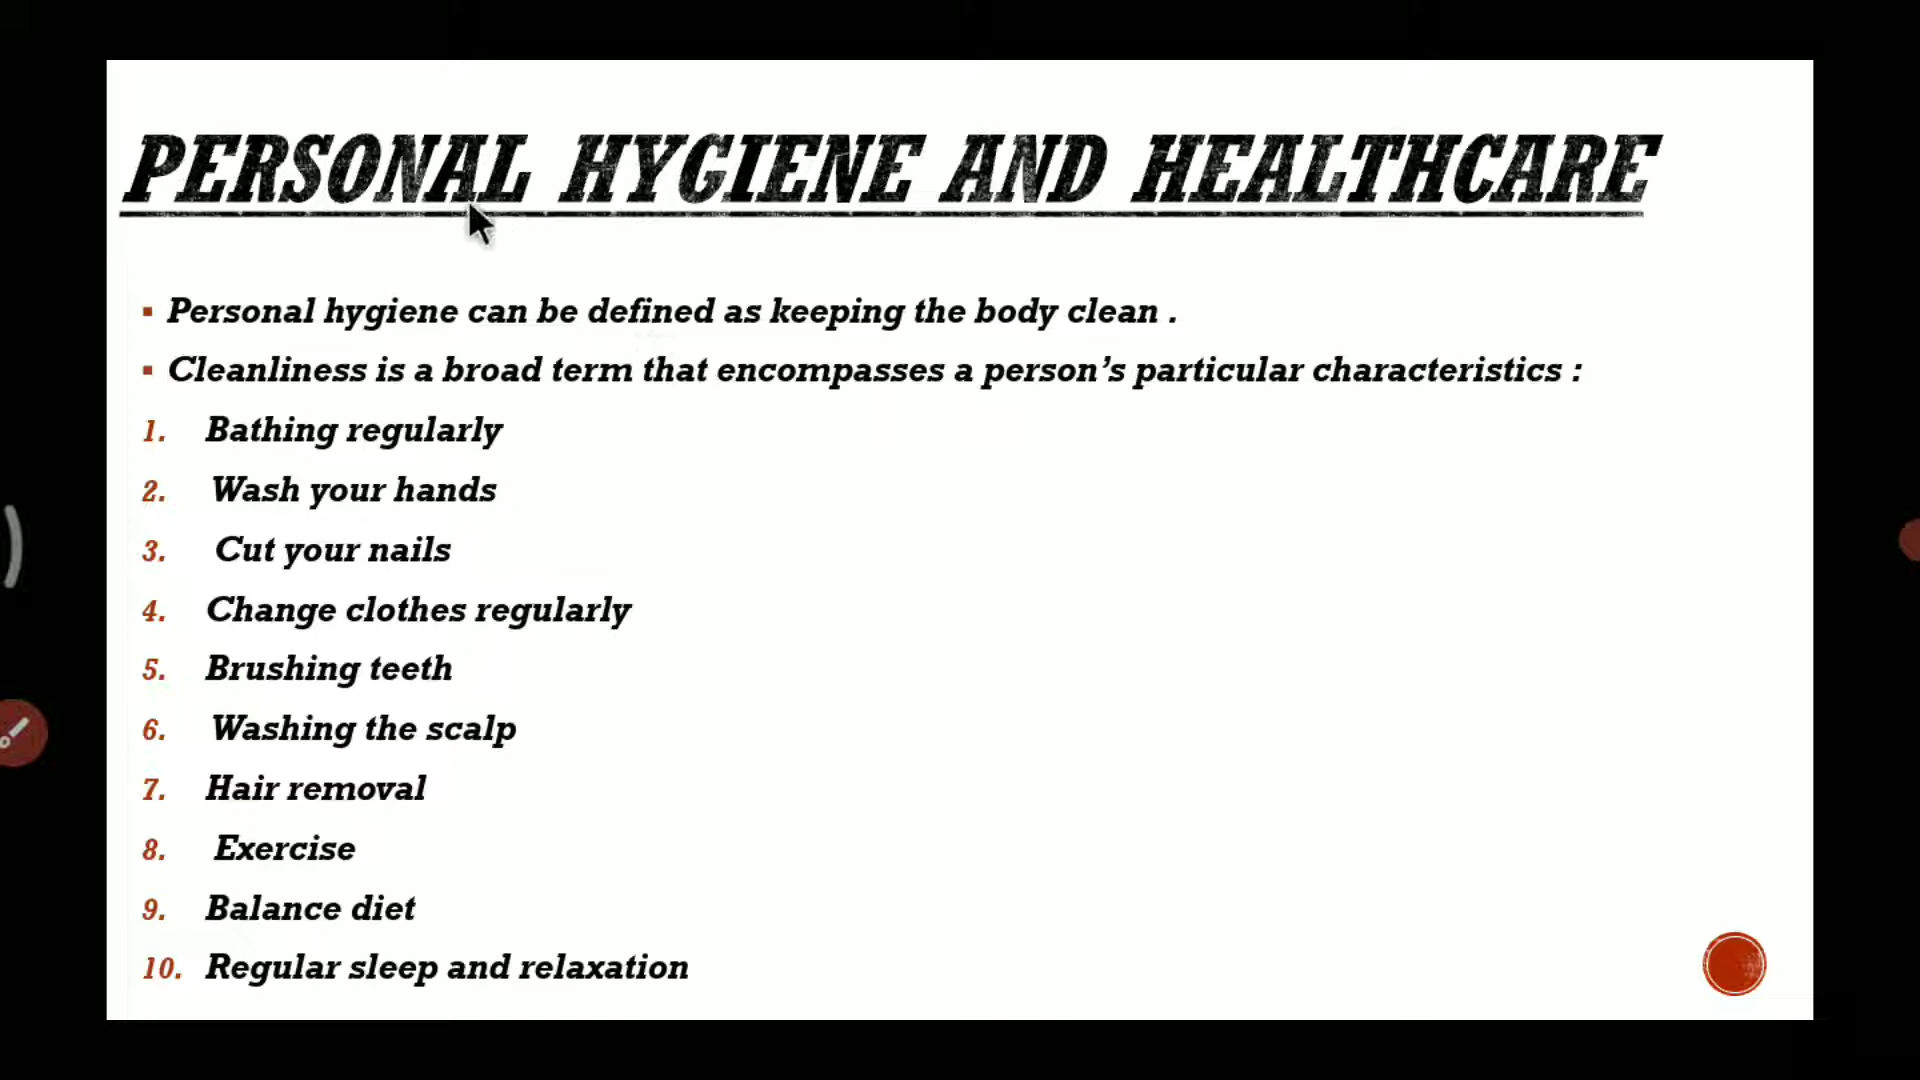 PERSONAL HYGIENE AND HEALTHCARE
▪ Personal hygiene can be defined as keeping the body clean .
▪ Cleanliness is a broad term that encompasses a person’s particular characteristics :
1. Bathing regularly
2. Wash your hands
3. Cut your nails
4. Change clothes regularly
5. Brushing teeth
6. Washing the scalp
7. Hair removal
8. Exercise
9. Balance diet
10. Regular sleep and relaxation